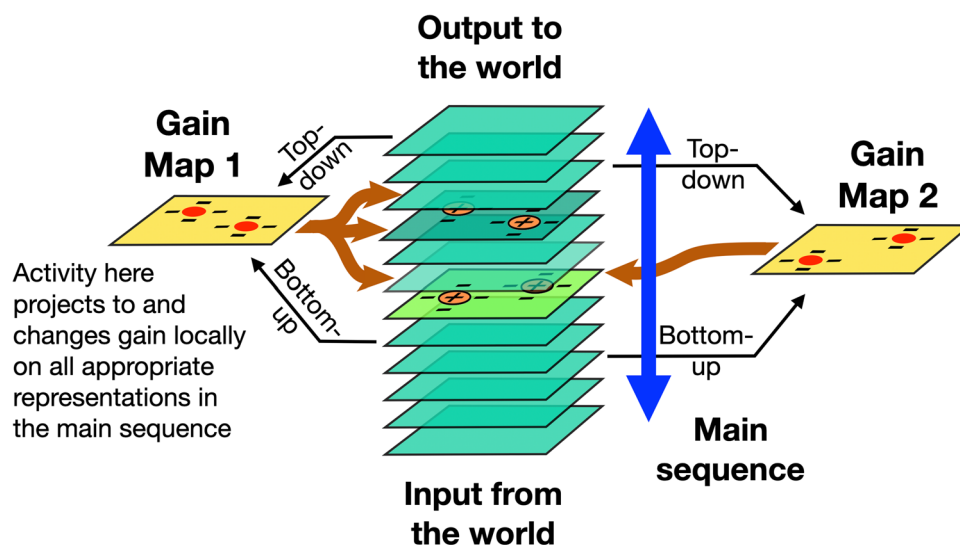 Output to
the world
Gain
Map 1
Top-
down
Top-
down
Gain
Map 2
Activity here
projects to and
changes gain locally
on all appropriate
representations in
the main sequence
Bottom-
up
Bottom-
up
Main
sequence
Input from
the world